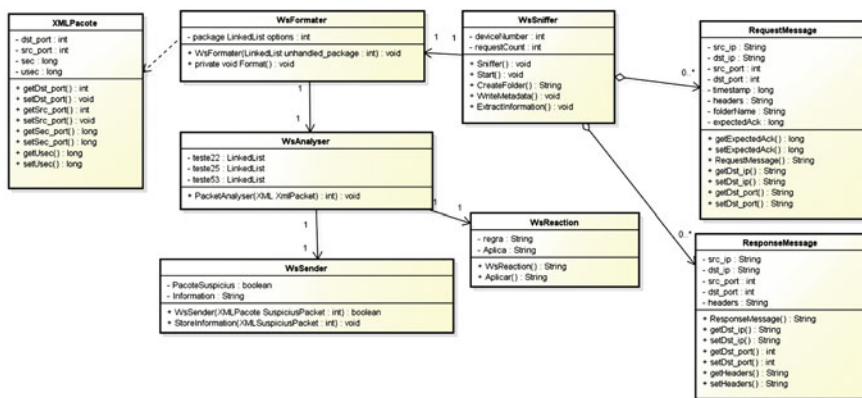 XMLPacote
- dst_port : int
- src_port : int
- sec : long
- usec : long
+ getDst_port() : int
+ setDst_port() : void
+ getSrc_port() : int
+ setSrc_port() : void
+ getSec_port() : long
+ setSec_port() : long
+ getUsec() : long
+ setUsec() : long
WsFormater
- package LinkedList options : int
+ WsFormater(LinkedList unhandled_package : int) : void
+ private void Format() : void
WsSniffer
- deviceNumber : int
- requestCount : int
+ Sniffer() : void
+ Start() : void
+ CreateFolder() : String
+ WriteMetadata() : void
+ ExtractInformation() : void
RequestMessage
- src_ip : String
- dst_ip : String
- src_port : int
- dst_port : int
- timestamp : long
- headers : String
- folderName : String
- expectedAck : long
+ getExpectedAck() : long
+ setExpectedAck() : long
+ RequestMessage() : String
+ getDst_ip() : String
+ setDst_ip() : String
+ getDst_port() : String
+ setDst_port() : String
1
1
0..*
1
1
WsAnalyser
- teste22 : LinkedList
- teste25 : LinkedList
- teste53 : LinkedList
+ PacketAnalyser(XML XmlPacket) : int) : void
1
1
1
1
WsReaction
- regra : String
- Aplica : String
+ WsReaction() : String
+ Aplicar() : String
WsSender
- PacoteSuspicius : boolean
- Information : String
+ WsSender(XMLPacote SuspiciusPacket : int) : boolean
+ StoreInformation(XMLSuspiciusPacket : int) : void
0..*
ResponseMessage
- src_ip : String
- dst_ip : String
- src_port : int
- dst_port : int
- headers : String
+ ResponseMessage() : String
+ getDst_ip() : String
+ setDst_ip() : String
+ getDst_port() : int
+ setDst_port() : int
+ getHeaders() : String
+ setHeaders() : String